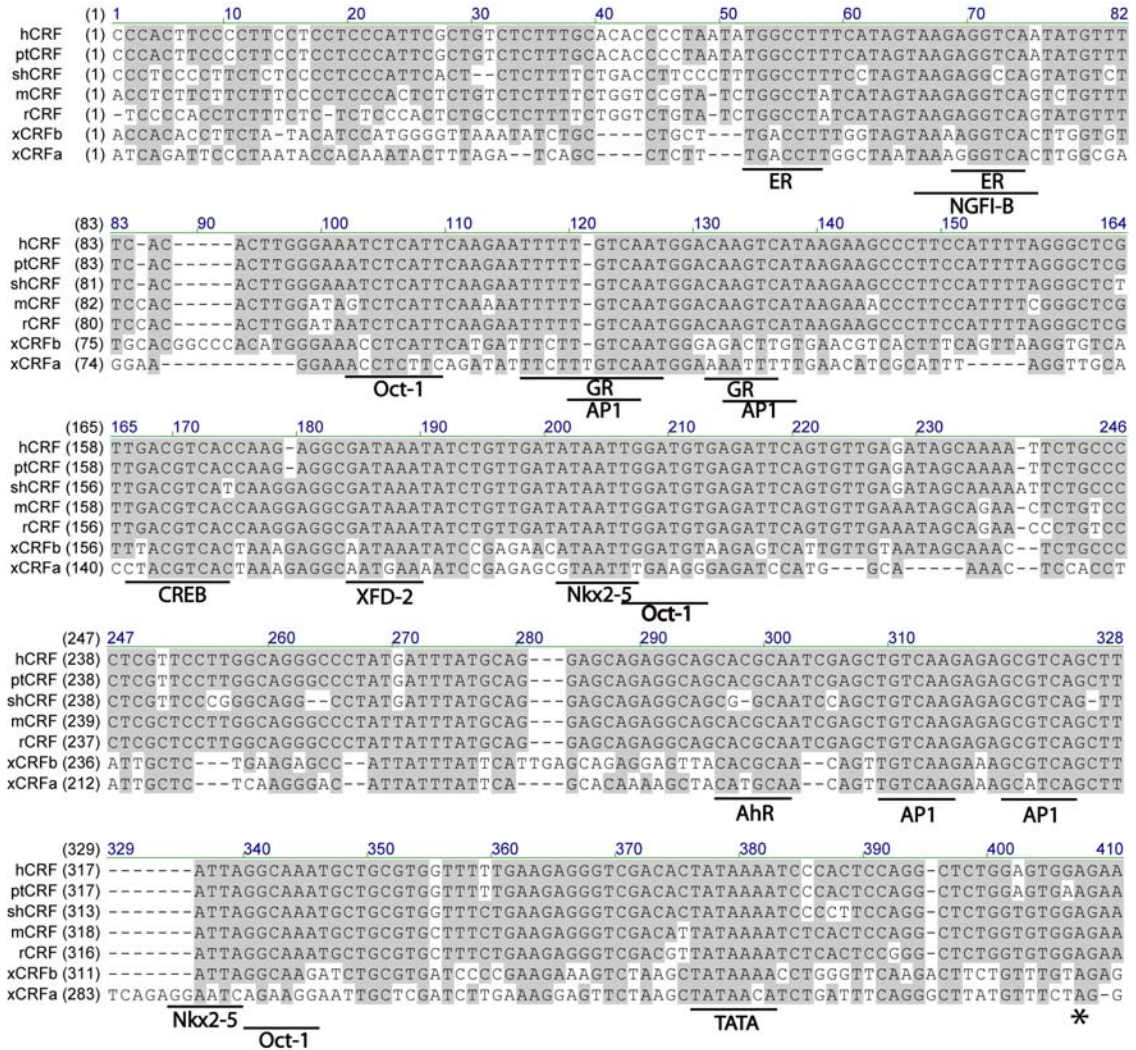 (1) 1 10 20 30 40 50 60 70 82
hCRF (1) CCCACTTCCCCTTCCTCCTCCCATTCGCTGTCTCTTTGCACACCCCTAATATGGCCTTTCATAGTAAGAGGTCAATATGTTT
ptCRF (1) CCCACTTCCCCTTCCTCCTCCCATTCGCTGTCTCTTTGCACACCCCTAATATGGCCTTTCATAGTAAGAGGTCAATATGTTT
shCRF (1) CCCTCCCCTTCTCTCCCCTCCCATTCACT--CTCTTTTCTGACCTTCCCTTTGGCCTTTCCTAGTAAGAGGCCAGTATGTCT
mCRF (1) ACCTCTTCTTCTTTCCCCTCCCACTCTCTGTCTCTTTTCTGGTCCGTA-TCTGGCCTATCATAGTAAGAGGTCAGTCTGTTT
rCRF (1) -TCCCCACCTCTTTCTC-TCTCCCACTCTGCCTCTTTTCTGGTCTGTA-TCTGGCCTATCATAGTAAGAGGTCAGTATGTTT
xCRFb (1) ACCACACCTTCTA-TACATCCATGGGGTTAAATATCTGC----CTGCT---TGACCTTTGGTAGTAAAAGGTCACTTGGTGT
xCRFa (1) ATCAGATTCCCTAATACCACAAATACTTTAGA--TCAGC----CTCTT---TGACCTTGGCTAATAAAGGGTCACTTGGCGA
ER ER
NGFI-B
(83) 83 90 100 110 120 130 140 150 164
hCRF (83) TC-AC-----ACTTGGGAAATCTCATTCAAGAATTTTT-GTCAATGGACAAGTCATAAGAAGCCCTTCCATTTTAGGGCTCG
ptCRF (83) TC-AC-----ACTTGGGAAATCTCATTCAAGAATTTTT-GTCAATGGACAAGTCATAAGAAGCCCTTCCATTTTAGGGCTCG
shCRF (81) TC-AC-----ACTTGGGAAATCTCATTCAAGAATTTTT-GTCAATGGACAAGTCATAAGAAGCCCTTCCATTTTAGGGCTCT
mCRF (82) TCCAC-----ACTTGGATAGTCTCATTCAAAAATTTTT-GTCAATGGACAAGTCATAAGAAACCCTTCCATTTTCGGGCTCG
rCRF (80) TCCAC-----ACTTGGATAATCTCATTCAAGAATTTTT-GTCAATGGACAAGTCATAAGAAGCCCTTCCATTTTAGGGCTCG
xCRFb (75) TGCACGGCCCACATGGGAAACCTCATTCATGATTTCTT-GTCAATGGGAGACTTGTGAACGTCACTTTCAGTTAAGGTGTCA
xCRFa (74) GGAA-----------GGAAACCTCTTCAGATATTTCTTTGTCAATGGAAAATTTTTGAACATCGCATTT-----AGGTTGCA
Oct-1 GR GR
AP1 AP1
(165) 165 170 180 190 200 210 220 230 246
hCRF (158) TTGACGTCACCAAG-AGGCGATAAATATCTGTTGATATAATTGGATGTGAGATTCAGTGTTGAGATAGCAAAA-TTCTGCCC
ptCRF (158) TTGACGTCACCAAG-AGGCGATAAATATCTGTTGATATAATTGGATGTGAGATTCAGTGTTGAGATAGCAAAA-TTCTGCCC
shCRF (156) TTGACGTCATCAAGGAGGCGATAAATATCTGTTGATATAATTGGATGTGAGATTCAGTGTTGAGATAGCAAAAATTCTGCCC
mCRF (158) TTGACGTCACCAAGGAGGCGATAAATATCTGTTGATATAATTGGATGTGAGATTCAGTGTTGAAATAGCAGAA-CTCTGTCC
rCRF (156) TTGACGTCACCAAGGAGGCGATAAATATCTGTTGATATAATTGGATGTGAGATTCAGTGTTGAAATAGCAGAA-CCCTGTCC
xCRFb (156) TTTACGTCACTAAAGAGGCAATAAATATCCGAGAACATAATTGGATGTAAGAGTCATTGTTGTAATAGCAAAC--TCTGCCC
xCRFa (140) CCTACGTCACTAAAGAGGCAATGAAAATCCGAGAGCGTAATTTGAAGGGAGATCCATG---GCA-----AAAC--TCCACCT
CREB XFD-2 Nkx2-5
Oct-1
(247) 247 260 270 280 290 300 310 328
hCRF (238) CTCGTTCCTTGGCAGGGCCCTATGATTTATGCAG---GAGCAGAGGCAGCACGCAATCGAGCTGTCAAGAGAGCGTCAGCTT
ptCRF (238) CTCGTTCCTTGGCAGGGCCCTATGATTTATGCAG---GAGCAGAGGCAGCACGCAATCGAGCTGTCAAGAGAGCGTCAGCTT
shCRF (238) CTCGTTCCCGGGCAGG--CCCTATGATTTATGCAG---GAGCAGAGGCAGCG-GCAATCCAGCTGTCAAGAGAGCGTCAG-TT
mCRF (239) CTCGCTCCTTGGCAGGGCCCTATTATTTATGCAG---GAGCAGAGGCAGCACGCAATCGAGCTGTCAAGAGAGCGTCAGCTT
rCRF (237) CTCGCTCCTTGGCAGGGCCCTATTATTTATGCAG---GAGCAGAGGCAGCACGCAATCGAGCTGTCAAGAGAGCGTCAGCTT
xCRFb (236) ATTGCTC---TGAAGAGCC--ATTATTTATTCATTGAGCAGAGGAGTTACACGCAA--CAGTTGTCAAGAAAGCGTCAGCTT
xCRFa (212) ATTGCTC---TCAAGGGAC--ATTATTTATTCA----GCACAAAAGCTACATGCAA--CAGTTGTCAAGAAAGCATCAGCTT
AhR AP1 AP1
(329) 329 340 350 360 370 380 390 400 410
hCRF (317) -------ATTAGGCAAATGCTGCGTGGTTTTTGAAGAGGGTCGACACTATAAAATCCCACTCCAGG-CTCTGGAGTGGAGAA
ptCRF (317) -------ATTAGGCAAATGCTGCGTGGTTTTTGAAGAGGGTCGACACTATAAAATCCCACTCCAGG-CTCTGGAGTGAAGAA
shCRF (313) -------ATTAGGCAAATGCTGCGTGGTTTCTGAAGAGGGTCGACACTATAAAATCCCCTTCCAGG-CTCTGGTGTGGAGAA
mCRF (318) -------ATTAGGCAAATGCTGCGTGCTTTCTGAAGAGGGTCGACATTATAAAATCTCACTCCAGG-CTCTGGTGTGGAGAA
rCRF (316) -------ATTAGGCAAATGCTGCGTGCTTTCTGAAGAGGGTCGACGTTATAAAATCTCACTCCGGG-CTCTGGTGTGGAGAA
xCRFb (311) -------ATTAGGCAAGATCTGCGTGATCCCCGAAGAAAGTCTAAGCTATAAAACCTGGGTTCAAGACTTCTGTTTGTAGAG
xCRFa (283) TCAGAGGAATCAGAAGGAATTGCTCGATCTTGAAAGGAGTTCTAAGCTATAACATCTGATTTCAGGGCTTATGTTTCTAG-G
Nkx2-5 TATA *
Oct-1